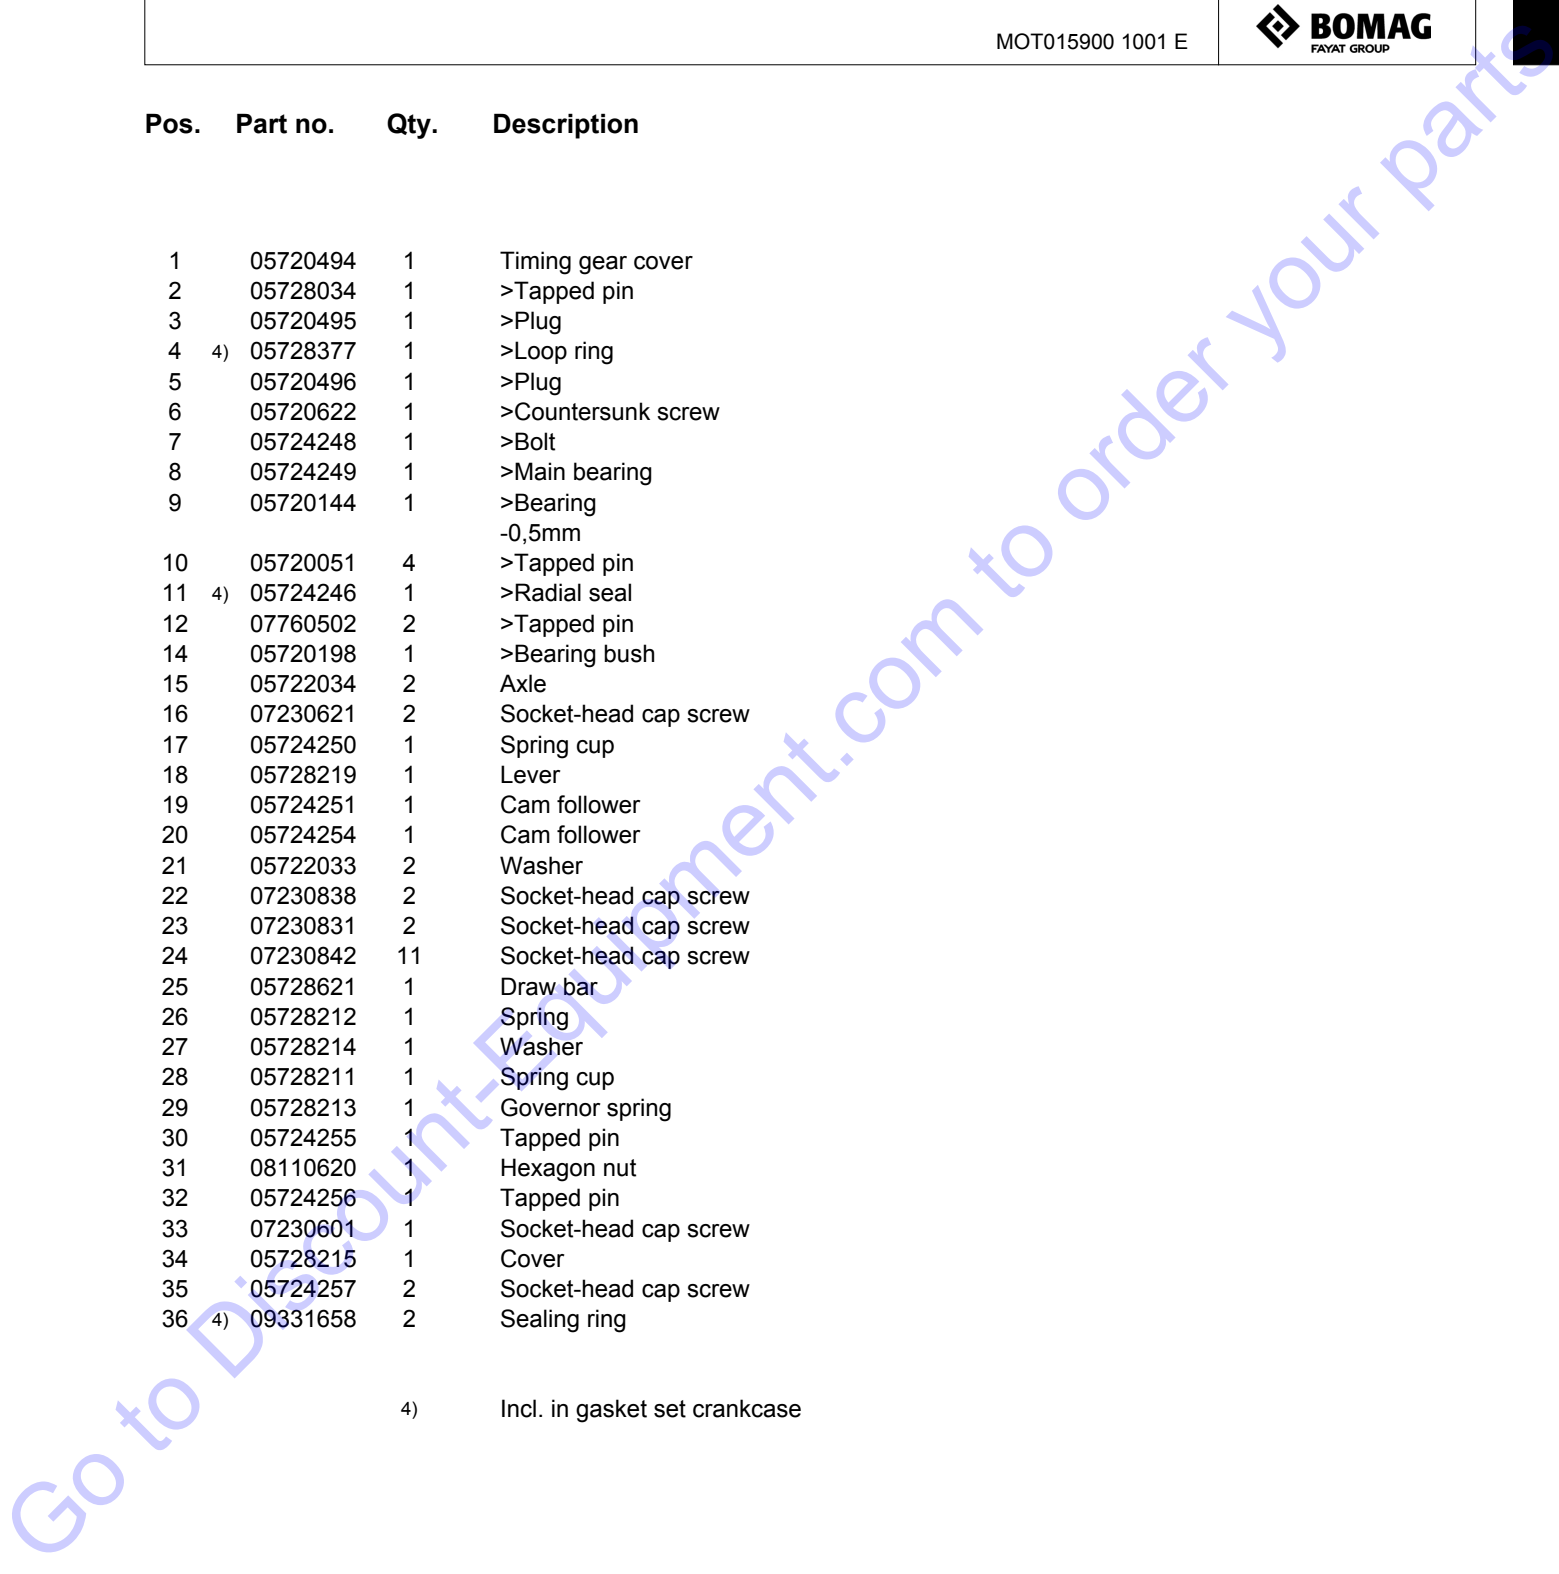 MOT015900 1001 E
BOMAG
FAYAT GROUP
Pos. Part no. Qty. Description
1 05720494 1 Timing gear cover
2 05728034 1 >Tapped pin
3 05720495 1 >Plug
4 4) 05728377 1 >Loop ring
5 05720496 1 >Plug
6 05720622 1 >Countersunk screw
7 05724248 1 >Bolt
8 05724249 1 >Main bearing
9 05720144 1 >Bearing
-0,5mm
10 05720051 4 >Tapped pin
11 4) 05724246 1 >Radial seal
12 07760502 2 >Tapped pin
14 05720198 1 >Bearing bush
15 05722034 2 Axle
16 07230621 2 Socket-head cap screw
17 05724250 1 Spring cup
18 05728219 1 Lever
19 05724251 1 Cam follower
20 05724254 1 Cam follower
21 05722033 2 Washer
22 07230838 2 Socket-head cap screw
23 07230831 2 Socket-head cap screw
24 07230842 11 Socket-head cap screw
25 05728621 1 Draw bar
26 05728212 1 Spring
27 05728214 1 Washer
28 05728211 1 Spring cup
29 05728213 1 Governor spring
30 05724255 1 Tapped pin
31 08110620 1 Hexagon nut
32 05724256 1 Tapped pin
33 07230601 1 Socket-head cap screw
34 05728215 1 Cover
35 05724257 2 Socket-head cap screw
36 4) 09331658 2 Sealing ring
4) Incl. in gasket set crankcase
Go to Discount-Equipment.com to order your parts